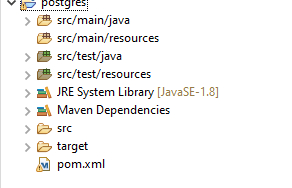 postgres
src/main/java
src/main/resources
src/test/java
src/test/resources
JRE System Library [JavaSE-1.8]
Maven Dependencies
src
target
pom.xml